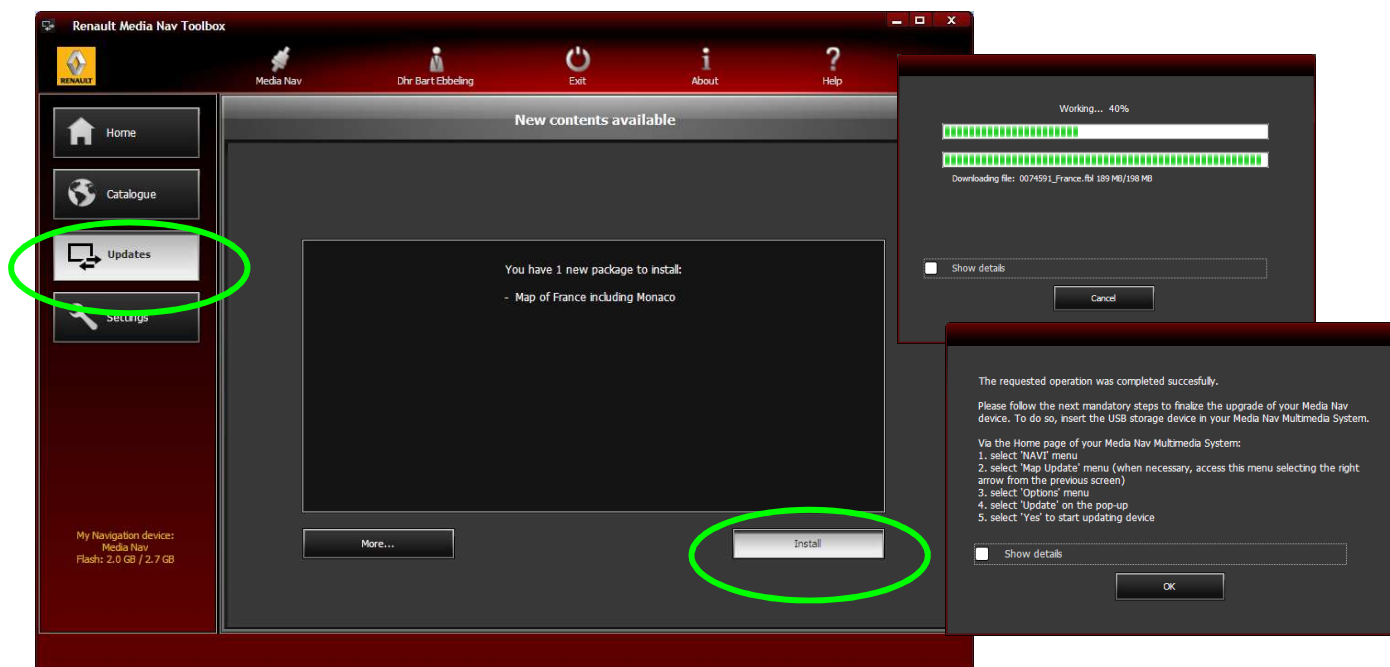 Renault Media Nav Toolbox
RENAULT
Media Nav
Dhr Bart Ebbeling
Exit
About
Help
Home
Catalogue
Updates
Settings
My Navigation device:
Media Nav
Flash: 2.0 GB / 2.7 GB
New contents available
You have 1 new package to install:
- Map of France including Monaco
More...
Install
Working... 40%
Downloading file: 0074591_France.fbl 189 MB/198 MB
Show details
Cancel
The requested operation was completed succesfully.
Please follow the next mandatory steps to finalize the upgrade of your Media Nav
device. To do so, insert the USB storage device in your Media Nav Multimedia System.
Via the Home page of your Media Nav Multimedia System:
1. select 'NAVI' menu
2. select 'Map Update' menu (when necessary, access this menu selecting the right
arrow from the previous screen)
3. select 'Options' menu
4. select 'Update' on the pop-up
5. select 'Yes' to start updating device
Show details
OK